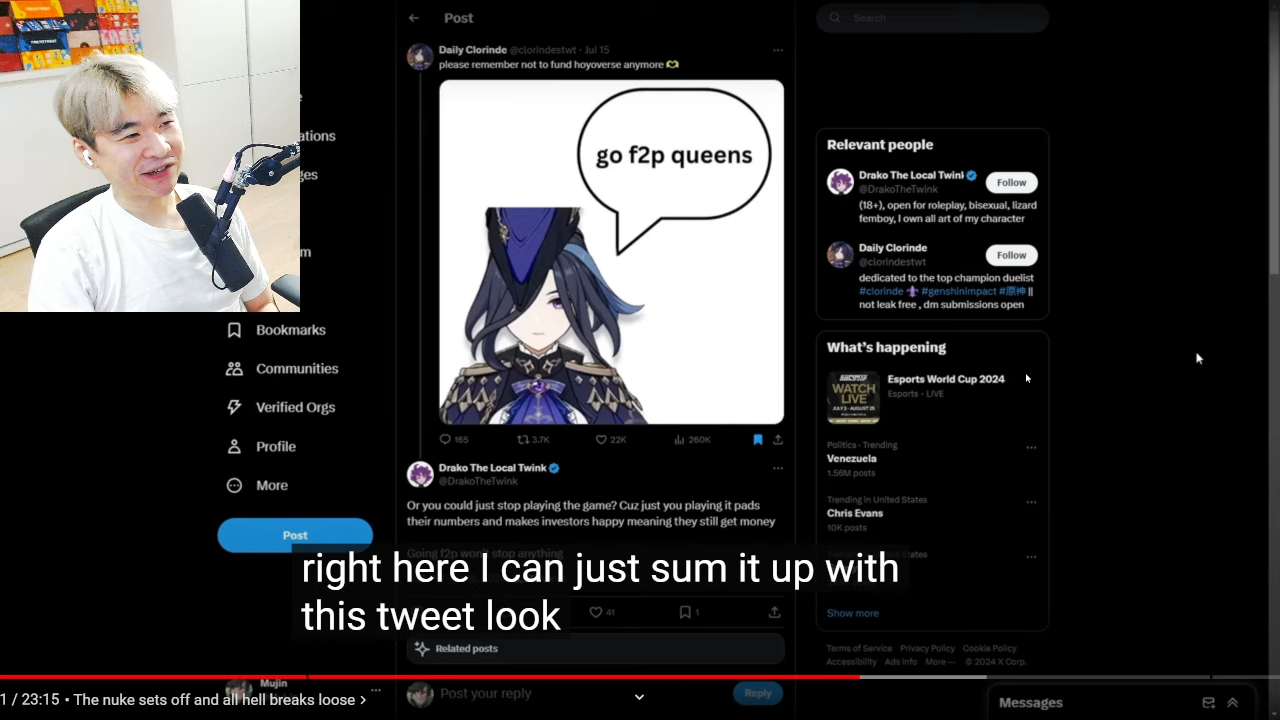 Post
Search
Daily Clorinde @clorindestwt · Jul 15
please remember not to fund hoyoverse anymore
go f2p queens
165 3.7K 22K 260K
Drako The Local Twink
@DrakoTheTwink
Or you could just stop playing the game? Cuz just you playing it pads
their numbers and makes investors happy meaning they still get money
Going f2p won't stop anything
41 1
Related posts
Post your reply
Reply
Relevant people
Drako The Local Twink
@DrakoTheTwink
Follow
(18+), open for roleplay, bisexual, lizard
femboy, I own all art of my character
Daily Clorinde
@clorindestwt
Follow
dedicated to the top champion duelist
#clorinde #genshinimpact #原神 ||
not leak free , dm submissions open
What's happening
WATCH
LIVE
Esports World Cup 2024
Esports · LIVE
Politics · Trending
Venezuela
1.56M posts
Trending in United States
Chris Evans
10K posts
Show more
Terms of Service Privacy Policy Cookie Policy
Accessibility Ads info More ··· © 2024 X Corp.
Messages
Bookmarks
Communities
Verified Orgs
Profile
More
Post
right here I can just sum it up with
this tweet look
Mujin
1 / 23:15 • The nuke sets off and all hell breaks loose >